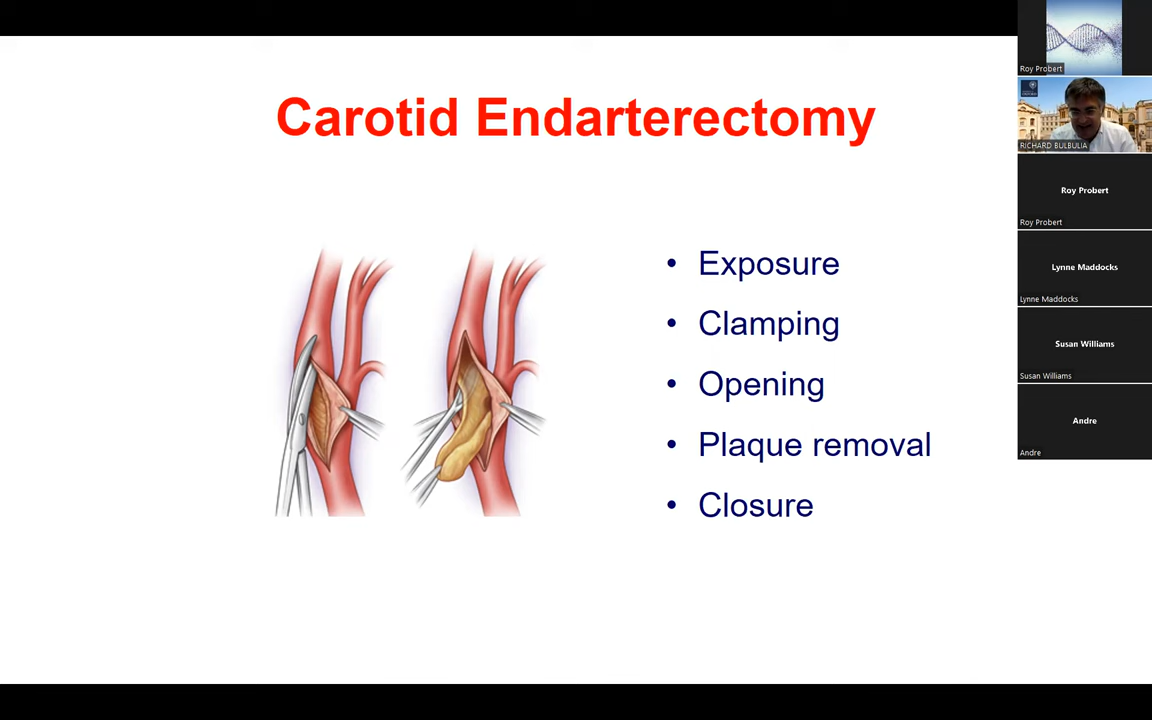 Carotid Endarterectomy
• Exposure
• Clamping
• Opening
• Plaque removal
• Closure
Roy Probert
RICHARD BULBULIA
Roy Probert
Roy Probert
Lynne Maddocks
Lynne Maddocks
Susan Williams
Susan Williams
Andre
Andre